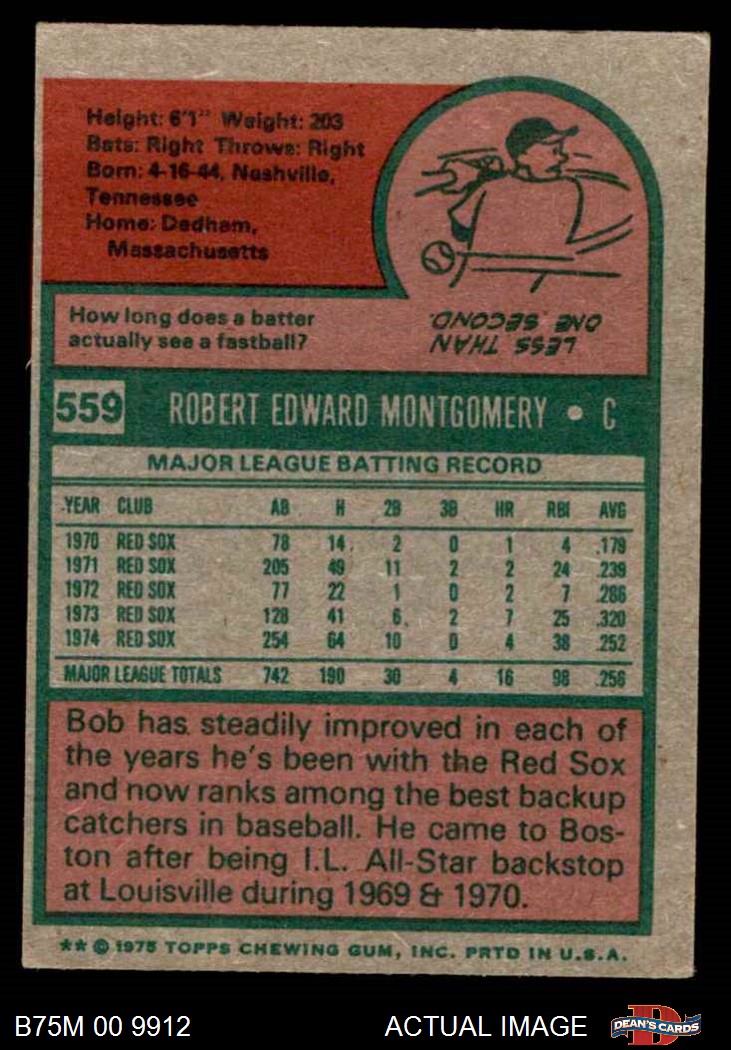 Height: 6'1" Weight: 203
Bats: Right Throws: Right
Born: 4-16-44, Nashville,
Tennessee
Home: Dedham,
Massachusetts
How long does a batter
actually see a fastball?
LESS THAN
ONE SECOND.
559 ROBERT EDWARD MONTGOMERY • C
MAJOR LEAGUE BATTING RECORD
YEAR CLUB AB H 2B 3B HR RBI AVG
1970 RED SOX 78 14 2 0 1 4 .179
1971 RED SOX 205 49 11 2 2 24 .239
1972 RED SOX 77 22 1 0 2 7 .286
1973 RED SOX 128 41 6 2 7 25 .320
1974 RED SOX 254 64 10 0 4 38 .252
MAJOR LEAGUE TOTALS 742 190 30 4 16 98 .256
Bob has steadily improved in each of
the years he's been with the Red Sox
and now ranks among the best backup
catchers in baseball. He came to Bos-
ton after being I.L. All-Star backstop
at Louisville during 1969 & 1970.
** © 1975 TOPPS CHEWING GUM, INC. PRTD IN U.S.A.
B75M 00 9912 ACTUAL IMAGE D DEAN'S CARDS